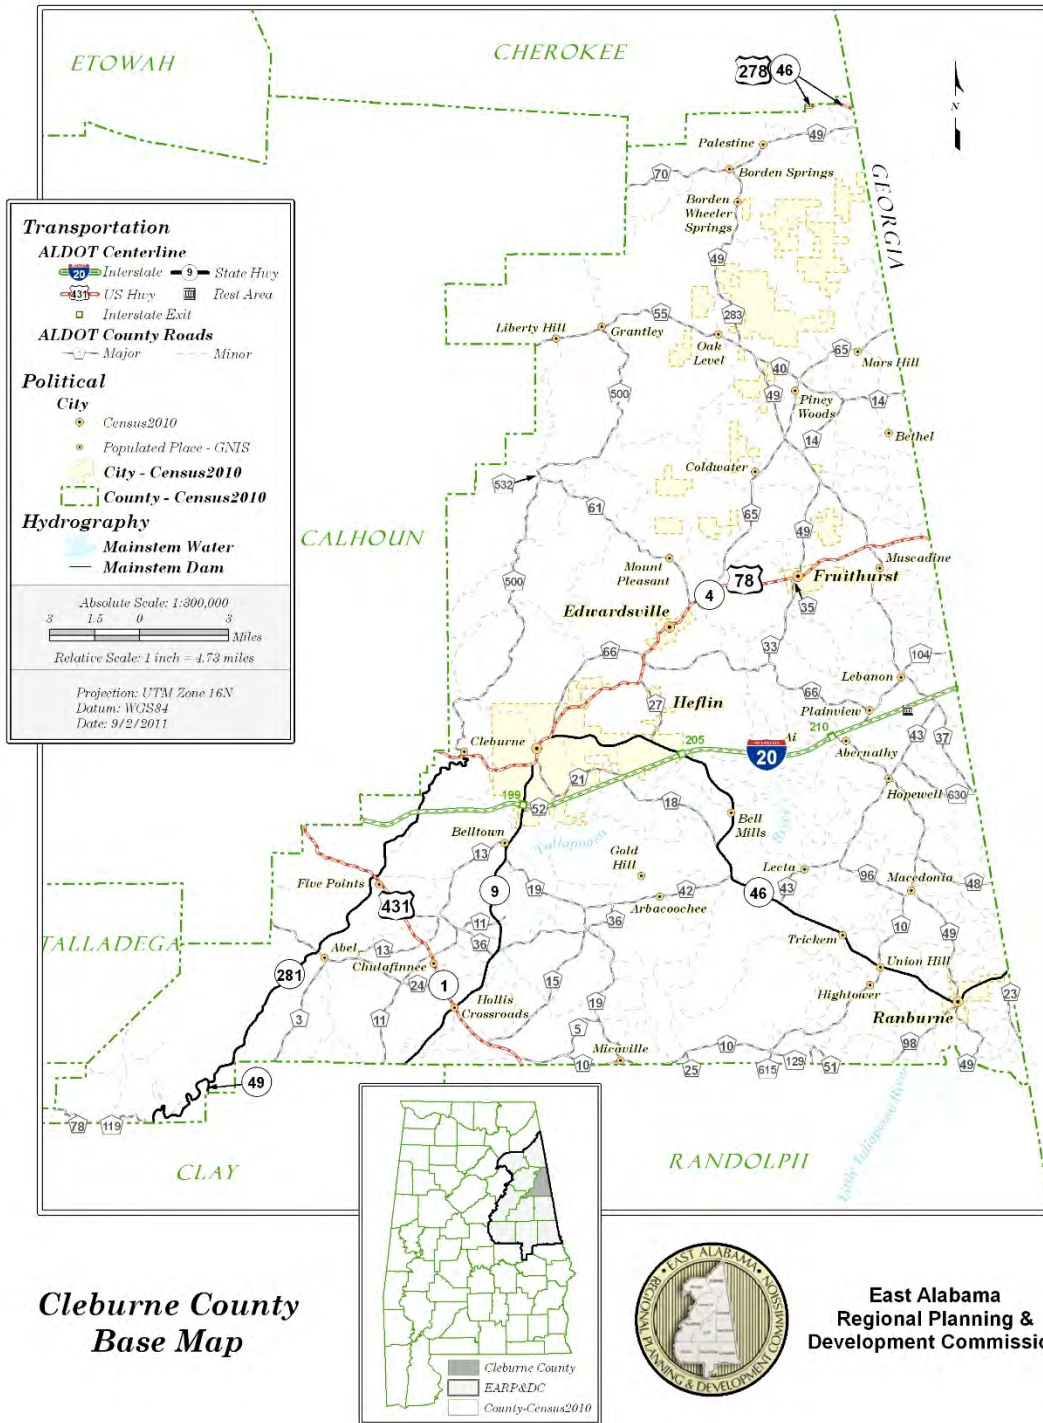 ETOWAH
CHEROKEE
278
46
N
GEORGIA
Palestine
49
70
Borden Springs
Borden
Wheeler
Springs
49
Transportation
ALDOT Centerline
20
Interstate
9
State Hwy
431
US Hwy
Rest Area
Interstate Exit
ALDOT County Roads
Major
Minor
Political
City
Census2010
Populated Place - GNIS
City - Census2010
County - Census2010
Hydrography
Mainstem Water
Mainstem Dam
Absolute Scale: 1:300,000
3 1.5 0 3
Miles
Relative Scale: 1 inch = 4.73 miles
Projection: UTM Zone 16N
Datum: WGS84
Date: 9/2/2011
55
283
Liberty Hill
Grantley
Oak
Level
65
Mars Hill
40
500
49
Piney
Woods
14
14
Bethel
Coldwater
532
61
65
49
CALHOUN
Mount
Pleasant
500
78
Fruithurst
Muscadine
4
Edwardsville
35
66
33
104
Lebanon
66
27
Heflin
Plainview
210
Ai
43
37
Cleburne
205
20
Abernathy
21
Hopewell
630
199
52
18
Bell
Mills
Belltown
Tallapoosa
River
13
Gold
Hill
Lecta
Five Points
9
19
42
46
43
96
Macedonia
48
431
Arbacoochee
TALLADEGA
11
36
36
10
49
Abel
13
Trickem
Chulafinnee
Union Hill
281
24
1
15
Hightower
Hollis
Crossroads
19
23
3
11
5
Ranburne
Micaville
10
98
10
25
615
129
51
49
49
78
119
Little Tallapoosa River
CLAY
RANDOLPH
Cleburne County
Base Map
Cleburne County
EARP&DC
County-Census2010
EAST ALABAMA
REGIONAL PLANNING & DEVELOPMENT COMMISSION
East Alabama
Regional Planning &
Development Commissio